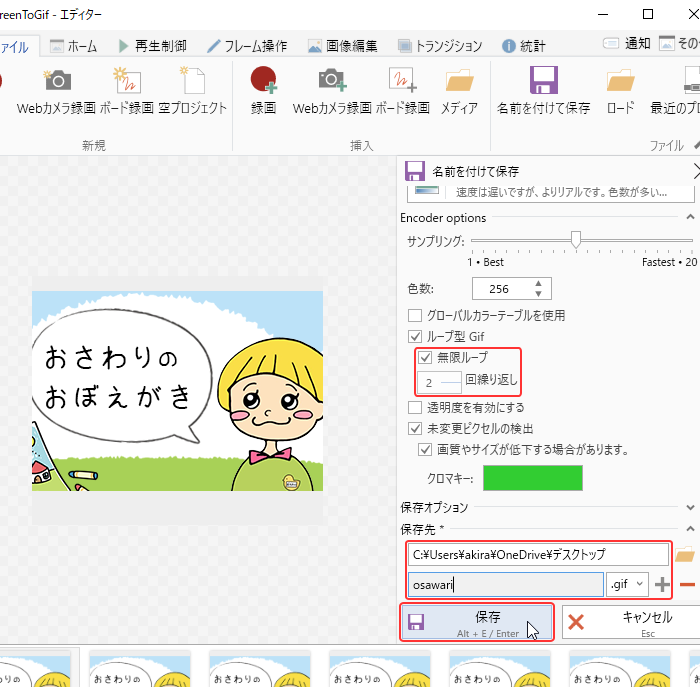 reenToGif - エディター
ァイル ホーム 再生制御 フレーム操作 画像編集 トランジション 統計 通知 その
Webカメラ録画 ボード録画 空プロジェクト 録画 Webカメラ録画 ボード録画 メディア 名前を付けて保存 ロード 最近のプロ
新規 挿入 ファイル
名前を付けて保存
速度は遅いですが、よりリアルです。色数が多い...
Encoder options
サンプリング:
1 • Best Fastest • 20
色数: 256
グローバルカラーテーブルを使用
ループ型 Gif
無限ループ
2 回繰り返し
透明度を有効にする
未変更ピクセルの検出
画質やサイズが低下する場合があります。
クロマキー:
保存オプション
保存先 *
C:¥Users¥akira¥OneDrive¥デスクトップ
osawari .gif
保存 キャンセル
Alt + E / Enter Esc
おさわりの
おぼえがき
さわりの おさわりの おさわりの おさわりの おさわりの おさわりの